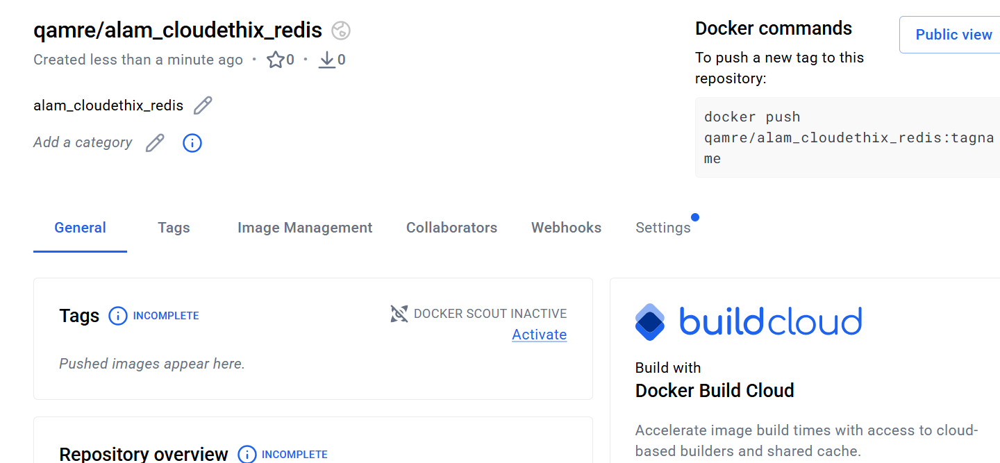 qamre/alam_cloudethix_redis
Created less than a minute ago · 0 · 0
alam_cloudethix_redis
Add a category
Docker commands
Public view
To push a new tag to this
repository:
docker push
qamre/alam_cloudethix_redis:tagna
me
General Tags Image Management Collaborators Webhooks Settings
Tags INCOMPLETE
DOCKER SCOUT INACTIVE
Activate
Pushed images appear here.
Repository overview INCOMPLETE
buildcloud
Build with
Docker Build Cloud
Accelerate image build times with access to cloud-
based builders and shared cache.